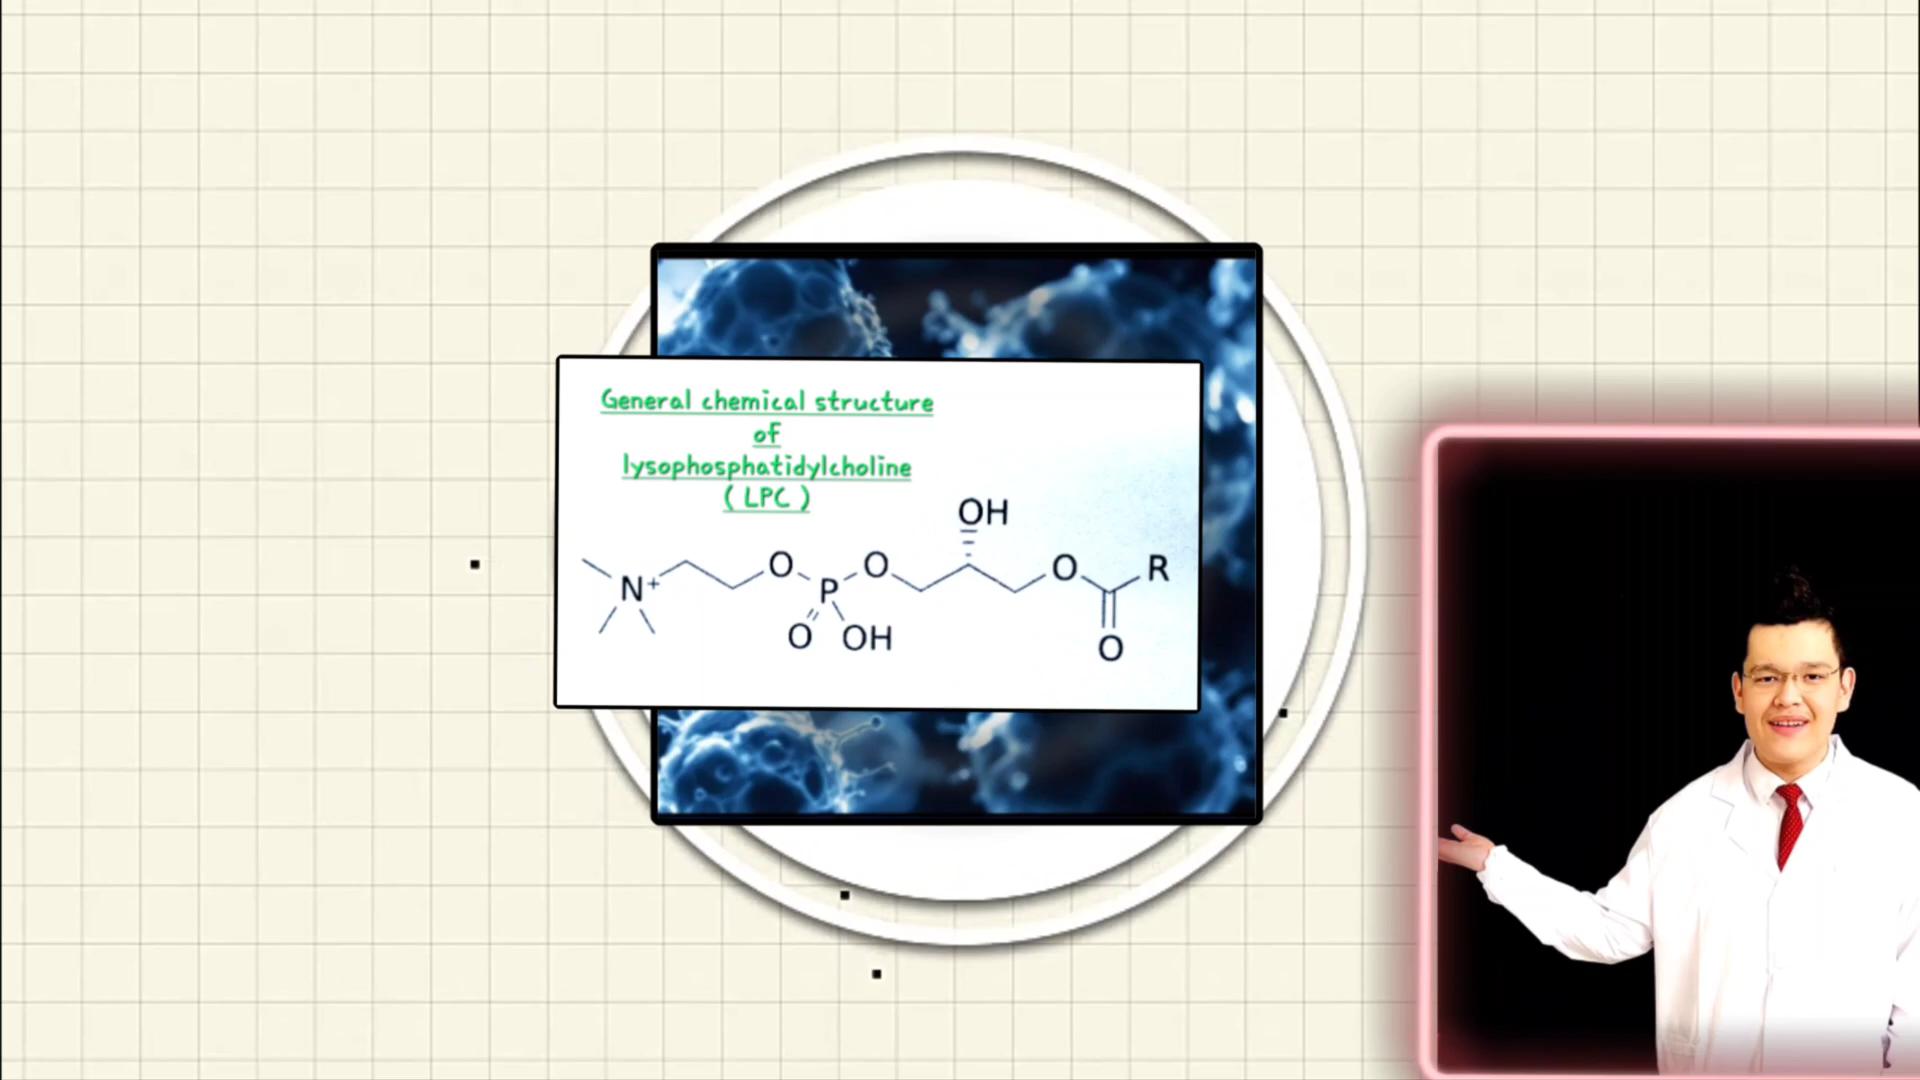 General chemical structure
of
lysophosphatidylcholine
( LPC )
OH
O O O R
N+ P
O OH O